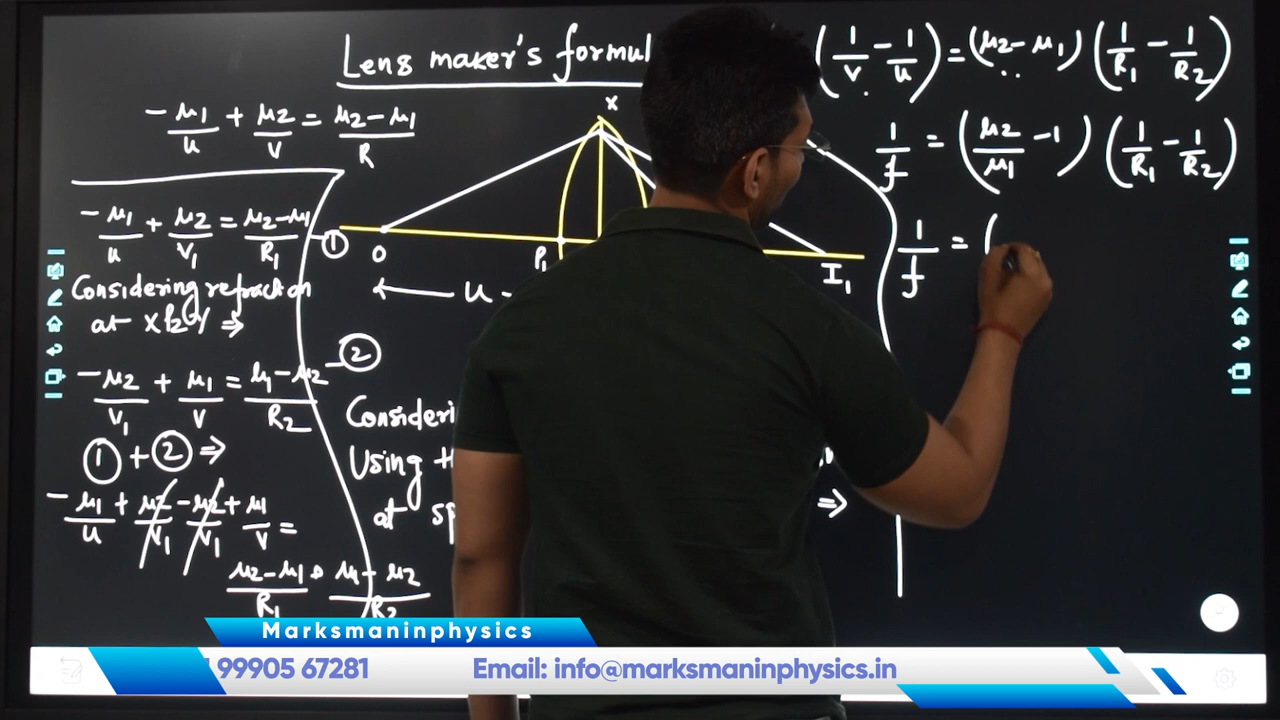 Lens maker's formul
-μ1/u + μ2/v = μ2-μ1/R
-μ1/u + μ2/v1 = μ2-μ1/R1 - ①
Considering refraction
at XP2Y ⇒
-μ2/v1 + μ1/v = μ1-μ2/R2 - ②
① + ② ⇒
-μ1/u + μ2/v1 - μ2/v1 + μ1/v =
μ2-μ1/R1 + μ1-μ2/R2
X
O
P1
I1
← u -
Consideri
Using
at sp
⇒
(1/v - 1/u) = (μ2-μ1) (1/R1 - 1/R2)
1/f = (μ2/μ1 - 1) (1/R1 - 1/R2)
1/f = (
Marksmaninphysics
99905 67281
Email: info@marksmaninphysics.in